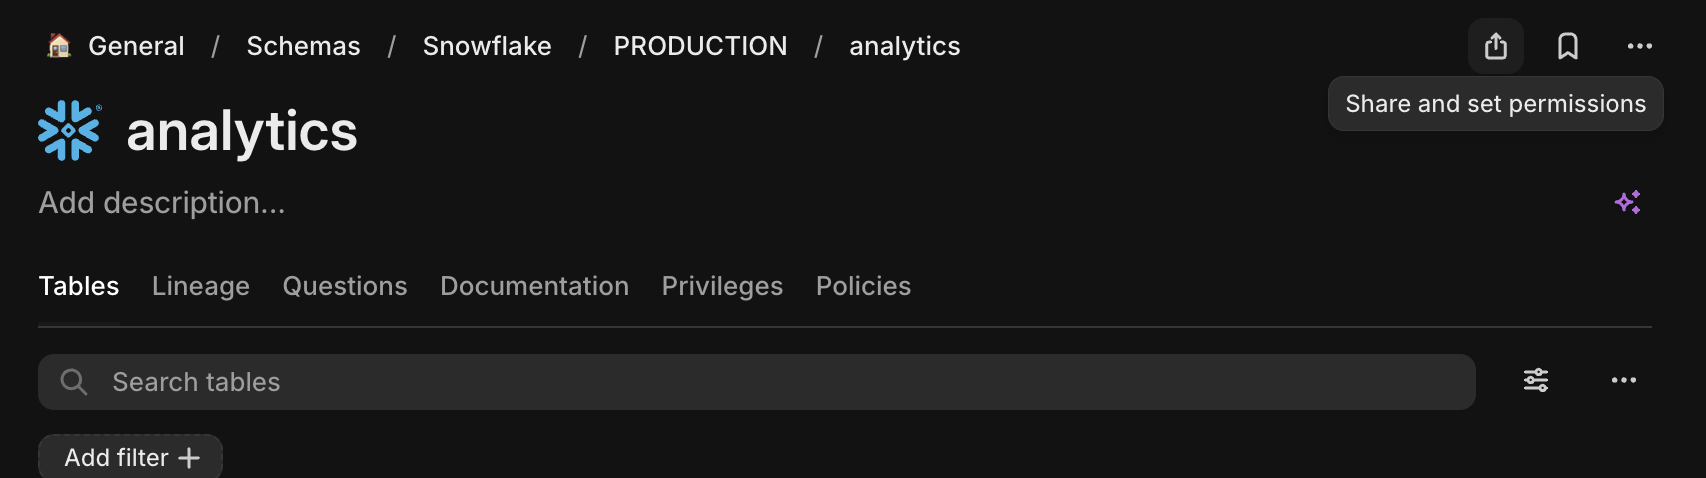 General / Schemas / Snowflake / PRODUCTION / analytics
Share and set permissions
analytics
Add description...
Tables Lineage Questions Documentation Privileges Policies
Search tables
Add filter +